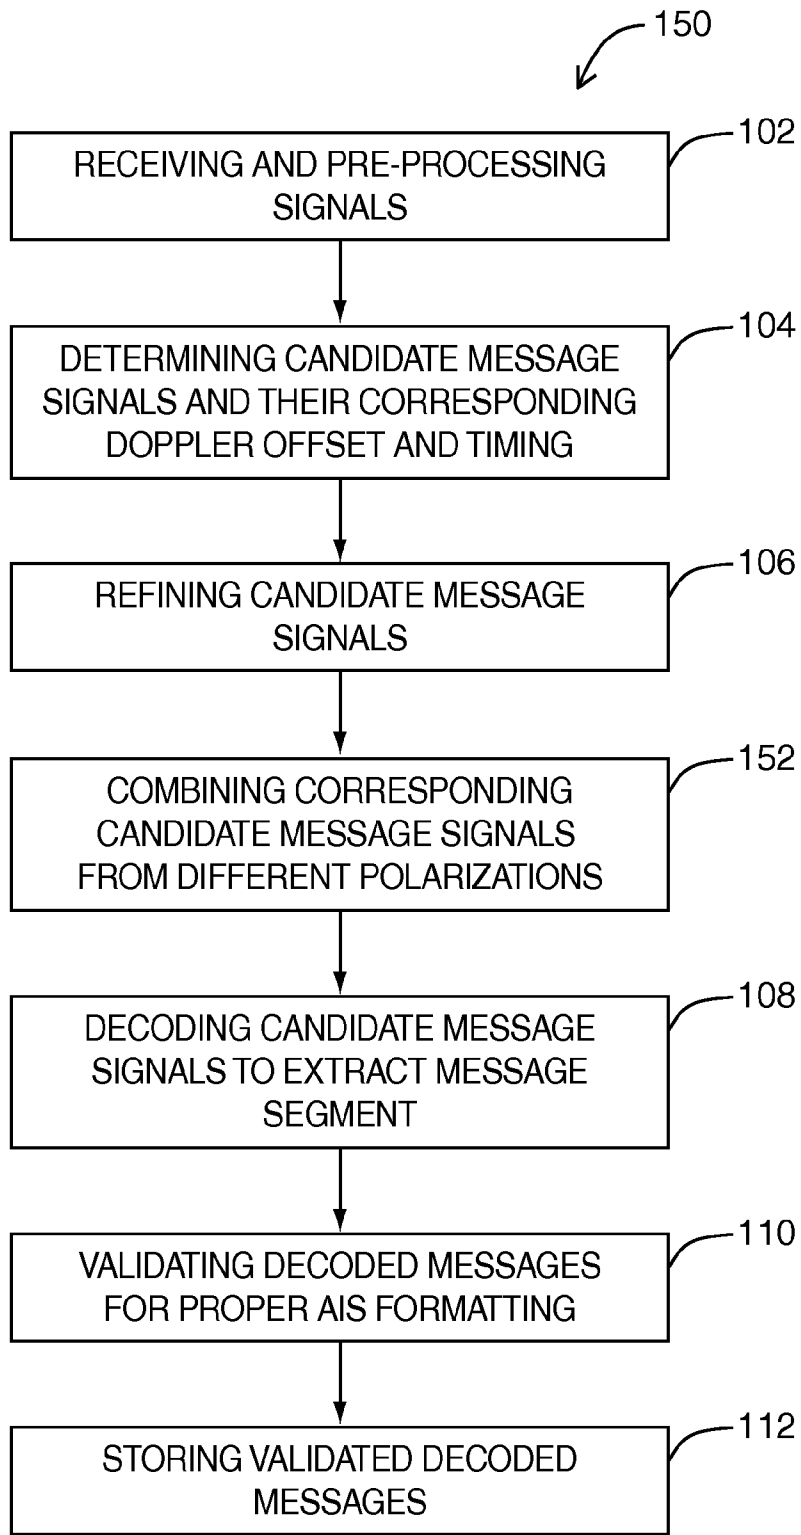 150
102
RECEIVING AND PRE-PROCESSING
SIGNALS
104
DETERMINING CANDIDATE MESSAGE
SIGNALS AND THEIR CORRESPONDING
DOPPLER OFFSET AND TIMING
106
REFINING CANDIDATE MESSAGE
SIGNALS
152
COMBINING CORRESPONDING
CANDIDATE MESSAGE SIGNALS
FROM DIFFERENT POLARIZATIONS
108
DECODING CANDIDATE MESSAGE
SIGNALS TO EXTRACT MESSAGE
SEGMENT
110
VALIDATING DECODED MESSAGES
FOR PROPER AIS FORMATTING
112
STORING VALIDATED DECODED
MESSAGES